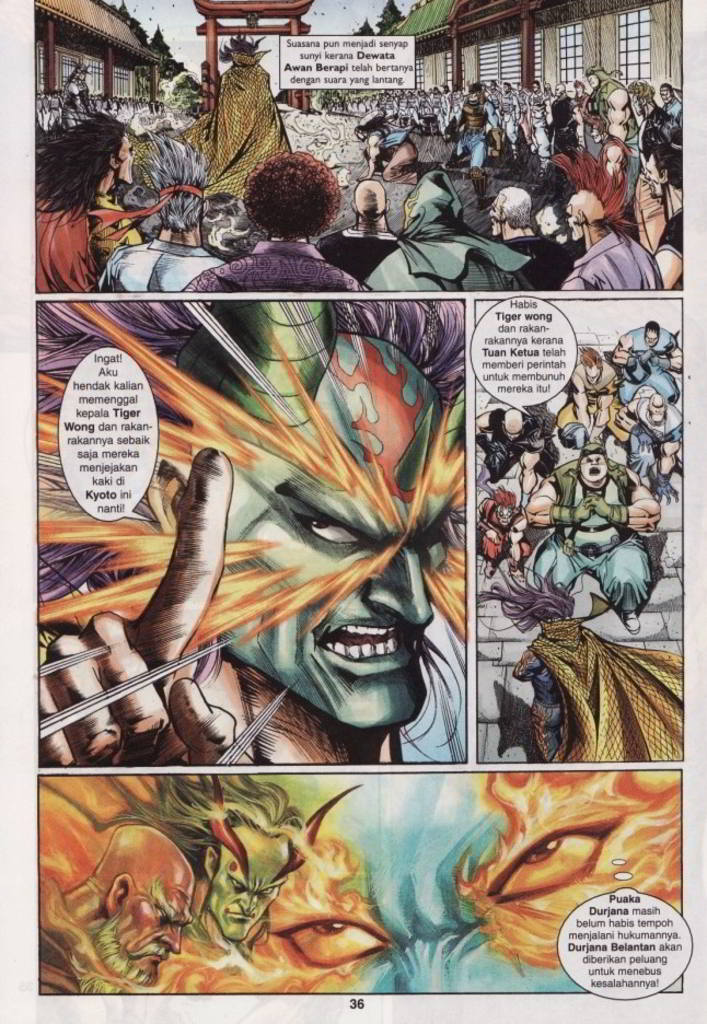 Suasana pun menjadi senyap
sunyi kerana Dewata
Awan Berapi telah bertanya
dengan suara yang lantang.
Ingat!
Aku
hendak kalian
memenggal
kepala Tiger
Wong dan rakan-
rakannya sebaik
saja mereka
menjejakan
kaki di
Kyoto ini
nanti!
Habis
Tiger wong
dan rakan-
rakannya kerana
Tuan Ketua telah
memberi perintah
untuk membunuh
mereka itu!
Puaka
Durjana masih
belum habis tempoh
menjalani hukumannya.
Durjana Belantan akan
diberikan peluang
untuk menebus
kesalahannya!
36